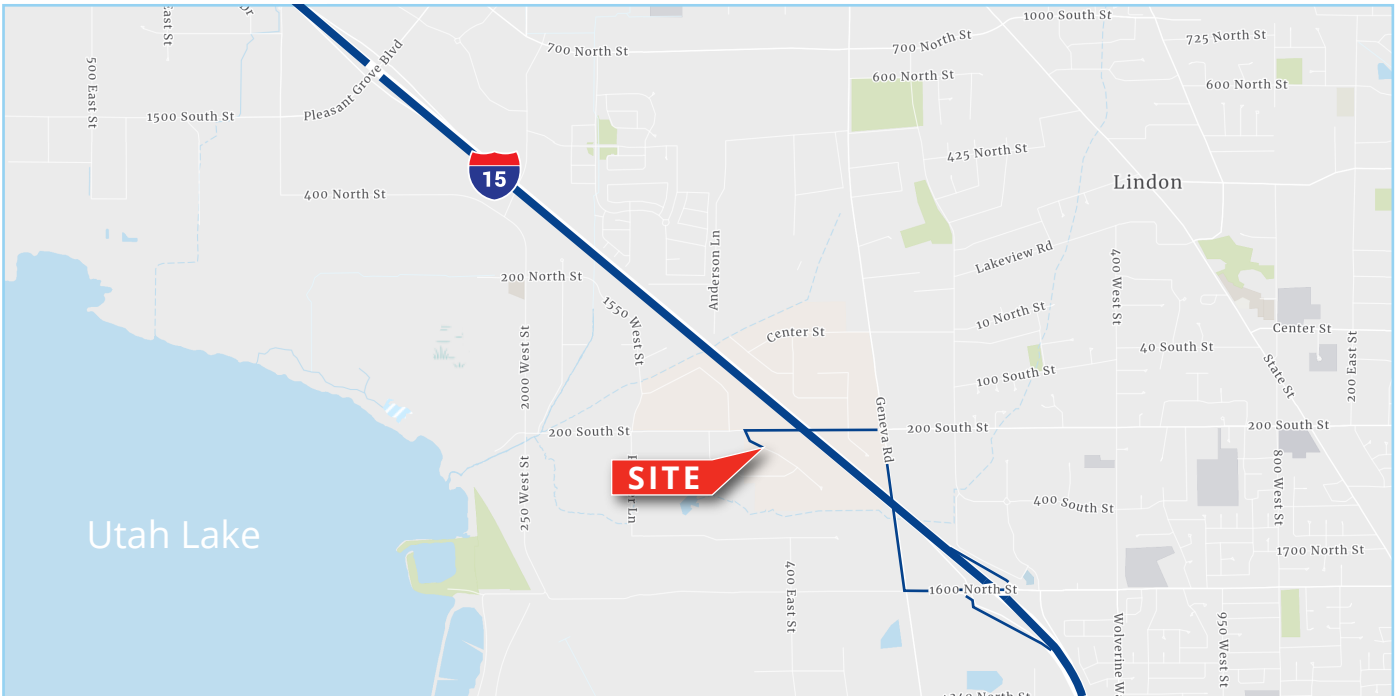 East St
Dr
1000 South St
700 North St
700 North St
725 North St
500 East St
Pleasant Grove Blvd
600 North St
600 North St
1500 South St
425 North St
15
Lindon
400 North St
Anderson Ln
Lakeview Rd
400 West St
200 North St
1550 West St
10 North St
Center St
Center St
2000 West St
40 South St
State St
200 East St
100 South St
Geneva Rd
200 South St
200 South St
200 South St
SITE
Ln
250 West St
800 West St
400 South St
Utah Lake
1700 North St
400 East St
1600 North St
Wolverine W
950 West St